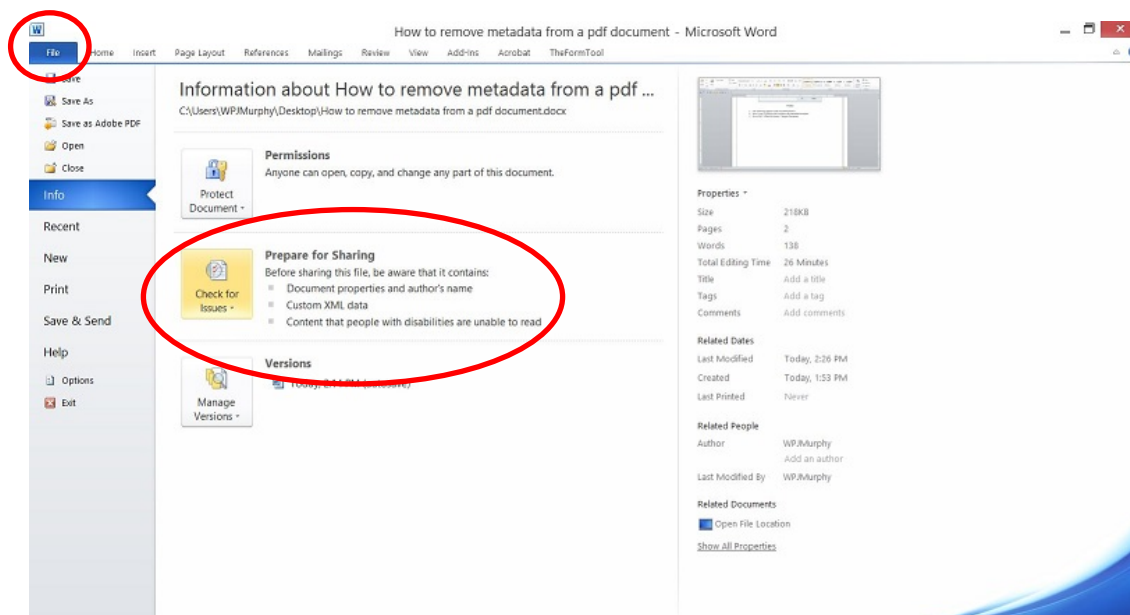 How to remove metadata from a pdf document - Microsoft Word
File Home Insert Page Layout References Mailings Review View Add-Ins Acrobat TheFormTool
Save
Save As
Save as Adobe PDF
Open
Close
Info
Recent
New
Print
Save & Send
Help
Options
Exit
Information about How to remove metadata from a pdf ...
C:\Users\WPJMurphy\Desktop\How to remove metadata from a pdf document.docx
Protect
Document
Permissions
Anyone can open, copy, and change any part of this document.
Check for
Issues
Prepare for Sharing
Before sharing this file, be aware that it contains:
Document properties and author's name
Custom XML data
Content that people with disabilities are unable to read
Manage
Versions
Versions
Today, 2:14 PM (autosave)
Properties
Size 218KB
Pages 2
Words 138
Total Editing Time 26 Minutes
Title Add a title
Tags Add a tag
Comments Add comments
Related Dates
Last Modified Today, 2:26 PM
Created Today, 1:53 PM
Last Printed Never
Related People
Author WPJMurphy
Add an author
Last Modified By WPJMurphy
Related Documents
Open File Location
Show All Properties